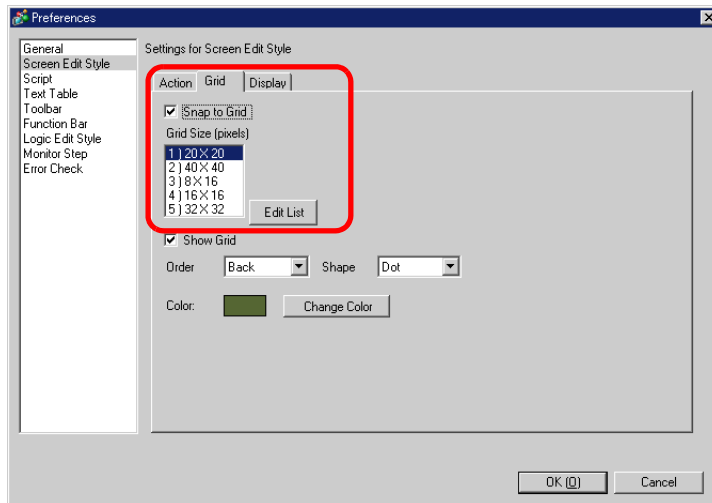 Preferences
General
Screen Edit Style
Script
Text Table
Toolbar
Function Bar
Logic Edit Style
Monitor Step
Error Check
Settings for Screen Edit Style
Action Grid Display
Snap to Grid
Grid Size (pixels)
1 ) 20 X 20
2 ) 40 X 40
3 ) 8 X 16
4 ) 16 X 16
5 ) 32 X 32
Edit List
Show Grid
Order Back Shape Dot
Color: Change Color
OK (O) Cancel